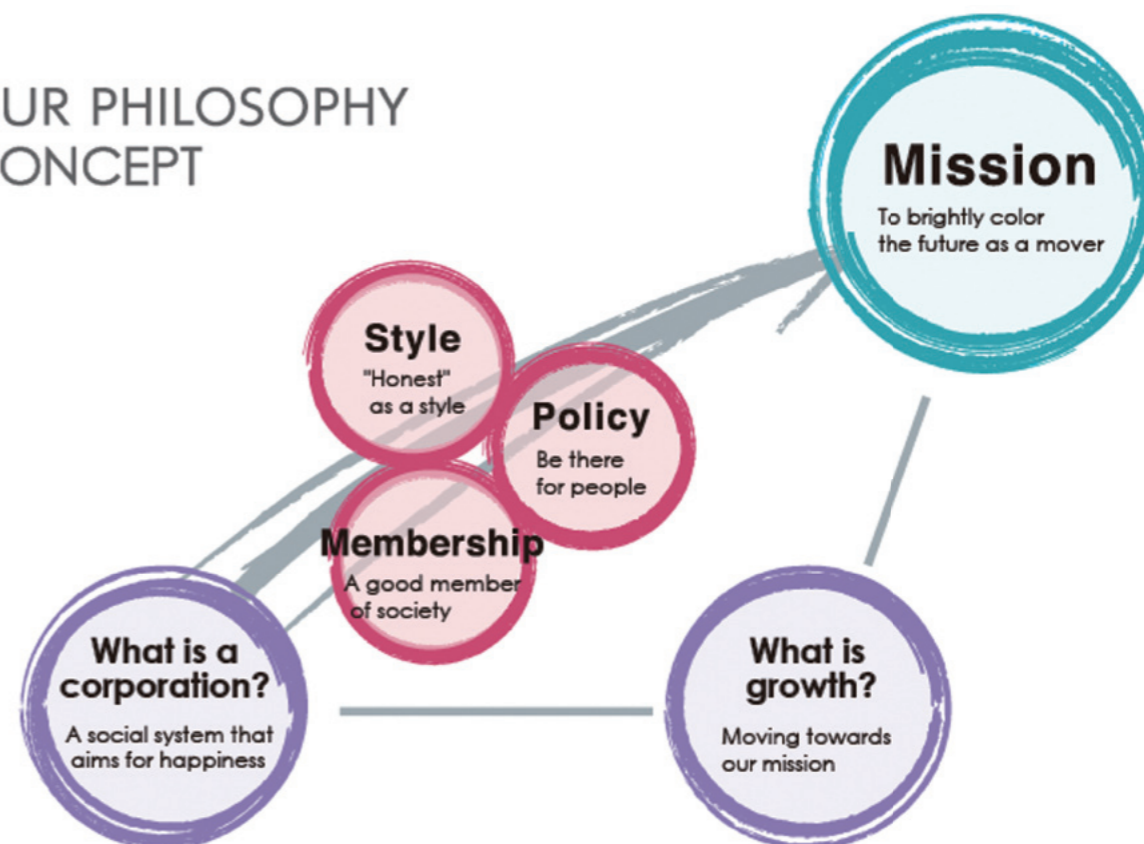 UR PHILOSOPHY
ONCEPT
Mission
To brightly color
the future as a mover
Style
"Honest"
as a style
Policy
Be there
for people
Membership
A good member
of society
What is a
corporation?
A social system that
aims for happiness
What is
growth?
Moving towards
our mission